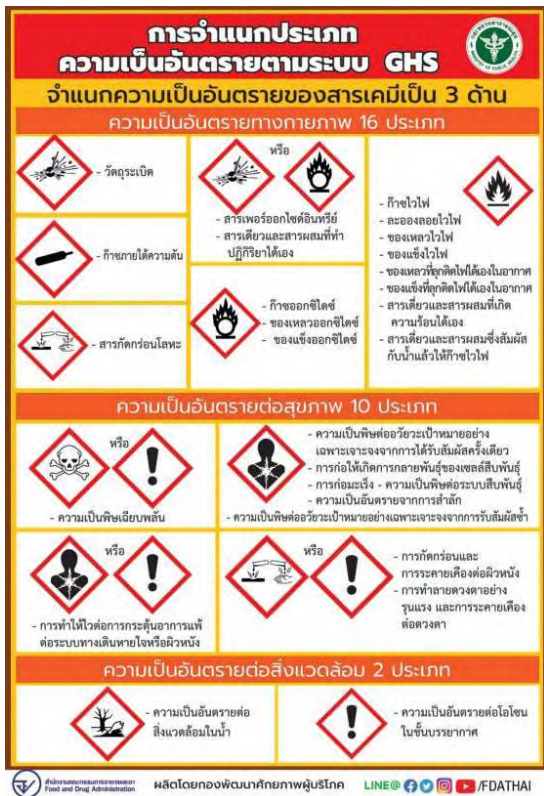 การจำแนกประเภท
ความเป็นอันตรายตามระบบ GHS
จำแนกความเป็นอันตรายของสารเคมีเป็น 3 ด้าน
ความเป็นอันตรายทางกายภาพ 16 ประเภท
- วัตถุระเบิด
- ก๊าซภายใต้ความดัน
- สารกัดกร่อนโลหะ
หรือ
- สารเพอร์ออกไซด์อินทรีย์
- สารเดี่ยวและสารผสมที่ทำ
ปฏิกิริยาได้เอง
- ก๊าซออกซิไดซ์
- ของเหลวออกซิไดซ์
- ของแข็งออกซิไดซ์
- ก๊าซไวไฟ
- ละอองลอยไวไฟ
- ของเหลวไวไฟ
- ของแข็งไวไฟ
- ของเหลวที่ลุกติดไฟได้เองในอากาศ
- ของแข็งที่ลุกติดไฟได้เองในอากาศ
- สารเดี่ยวและสารผสมที่เกิด
ความร้อนได้เอง
- สารเดี่ยวและสารผสมซึ่งสัมผัส
กับน้ำแล้วให้ก๊าซไวไฟ
ความเป็นอันตรายต่อสุขภาพ 10 ประเภท
หรือ
- ความเป็นพิษเฉียบพลัน
- ความเป็นพิษต่ออวัยวะเป้าหมายอย่าง
เฉพาะเจาะจงจากการได้รับสัมผัสครั้งเดียว
- การก่อให้เกิดการกลายพันธุ์ของเซลล์สืบพันธุ์
- การก่อมะเร็ง - ความเป็นพิษต่อระบบสืบพันธุ์
- ความเป็นอันตรายจากการสำลัก
- ความเป็นพิษต่ออวัยวะเป้าหมายอย่างเฉพาะเจาะจงจากการรับสัมผัสซ้ำ
หรือ
- การทำให้ไวต่อการกระตุ้นอาการแพ้
ต่อระบบทางเดินหายใจหรือผิวหนัง
หรือ
- การกัดกร่อนและ
การระคายเคืองต่อผิวหนัง
- การทำลายดวงตาอย่าง
รุนแรง และการระคายเคือง
ต่อดวงตา
ความเป็นอันตรายต่อสิ่งแวดล้อม 2 ประเภท
- ความเป็นอันตรายต่อ
สิ่งแวดล้อมในน้ำ
- ความเป็นอันตรายต่อโอโซน
ในชั้นบรรยากาศ
สำนักงานคณะกรรมการอาหารและยา
Food and Drug Administration
ผลิตโดยกองพัฒนาศักยภาพผู้บริโภค
LINE@ /FDATHAI